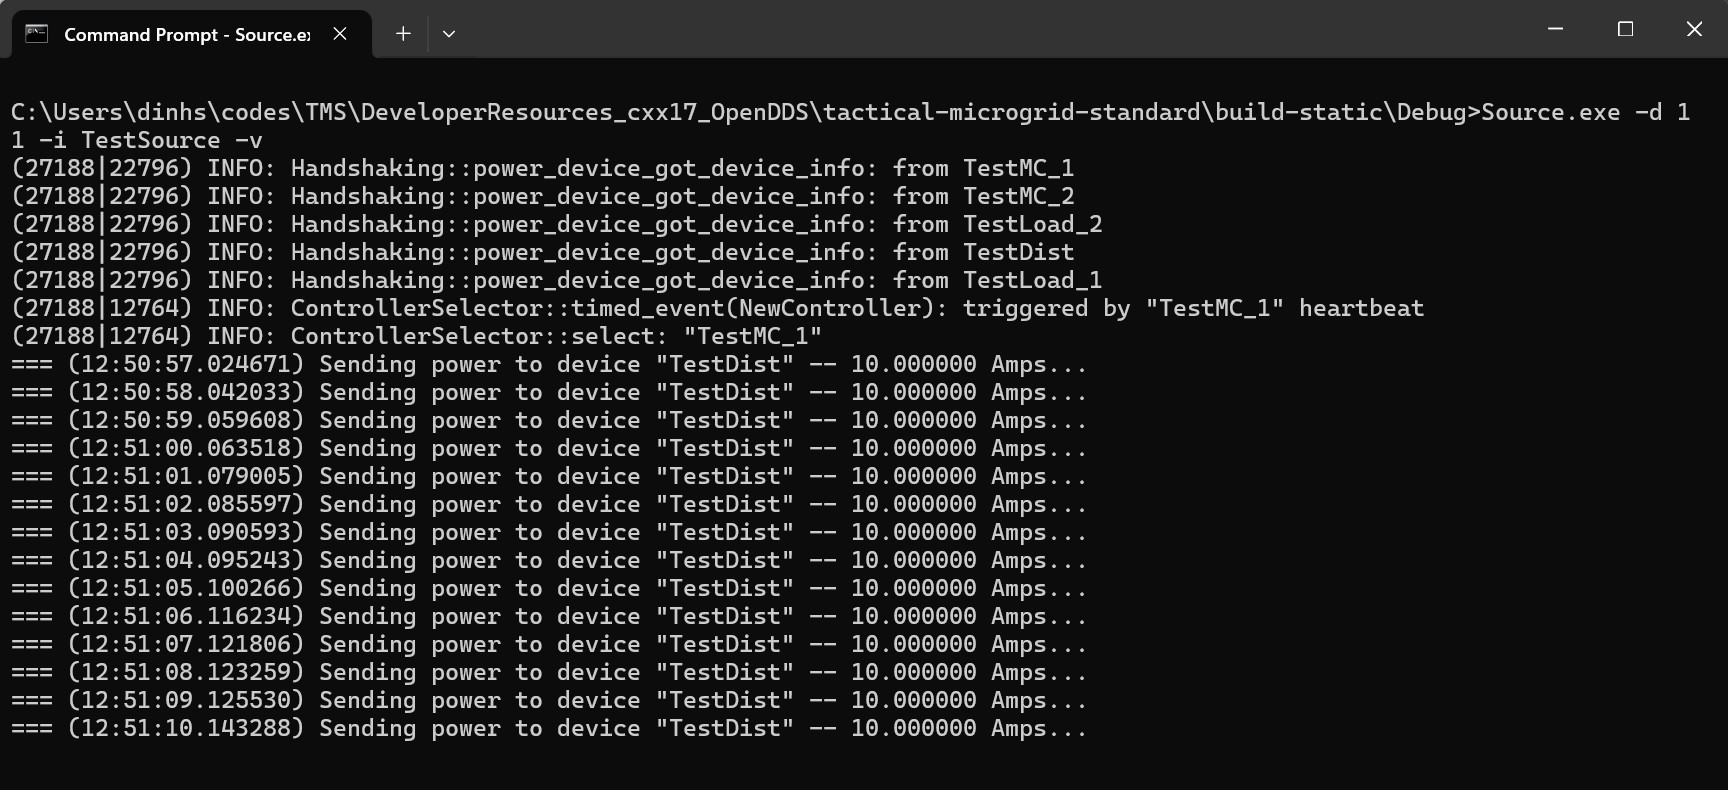 Command Prompt - Source.ex
C:\Users\dinhs\codes\TMS\DeveloperResources_cxx17_OpenDDS\tactical-microgrid-standard\build-static\Debug>Source.exe -d 1
1 -i TestSource -v
(27188|22796) INFO: Handshaking::power_device_got_device_info: from TestMC_1
(27188|22796) INFO: Handshaking::power_device_got_device_info: from TestMC_2
(27188|22796) INFO: Handshaking::power_device_got_device_info: from TestLoad_2
(27188|22796) INFO: Handshaking::power_device_got_device_info: from TestDist
(27188|22796) INFO: Handshaking::power_device_got_device_info: from TestLoad_1
(27188|12764) INFO: ControllerSelector::timed_event(NewController): triggered by "TestMC_1" heartbeat
(27188|12764) INFO: ControllerSelector::select: "TestMC_1"
=== (12:50:57.024671) Sending power to device "TestDist" -- 10.000000 Amps...
=== (12:50:58.042033) Sending power to device "TestDist" -- 10.000000 Amps...
=== (12:50:59.059608) Sending power to device "TestDist" -- 10.000000 Amps...
=== (12:51:00.063518) Sending power to device "TestDist" -- 10.000000 Amps...
=== (12:51:01.079005) Sending power to device "TestDist" -- 10.000000 Amps...
=== (12:51:02.085597) Sending power to device "TestDist" -- 10.000000 Amps...
=== (12:51:03.090593) Sending power to device "TestDist" -- 10.000000 Amps...
=== (12:51:04.095243) Sending power to device "TestDist" -- 10.000000 Amps...
=== (12:51:05.100266) Sending power to device "TestDist" -- 10.000000 Amps...
=== (12:51:06.116234) Sending power to device "TestDist" -- 10.000000 Amps...
=== (12:51:07.121806) Sending power to device "TestDist" -- 10.000000 Amps...
=== (12:51:08.123259) Sending power to device "TestDist" -- 10.000000 Amps...
=== (12:51:09.125530) Sending power to device "TestDist" -- 10.000000 Amps...
=== (12:51:10.143288) Sending power to device "TestDist" -- 10.000000 Amps...